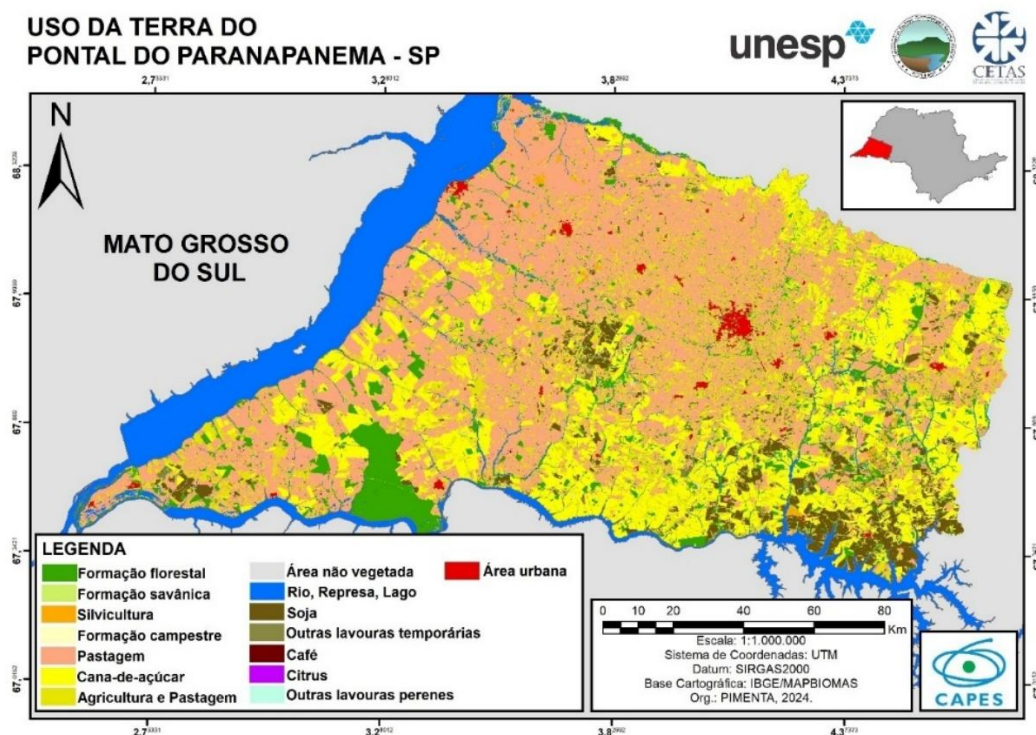 USO DA TERRA DO
PONTAL DO PARANAPANEMA - SP
unesp
CETAS
N
MATO GROSSO
DO SUL
LEGENDA
Formação florestal
Formação savânica
Silvicultura
Formação campestre
Pastagem
Cana-de-açúcar
Agricultura e Pastagem
Área não vegetada
Rio, Represa, Lago
Soja
Outras lavouras temporárias
Café
Citrus
Outras lavouras perenes
Área urbana
0 5 10 20 40 60 80
Km
Escala: 1:1.000.000
Sistema de Coordenadas: UTM
Datum: SIRGAS2000
Base Cartográfica: IBGE/MAPBIOMAS
Org.: PIMENTA, 2024.
CAPES